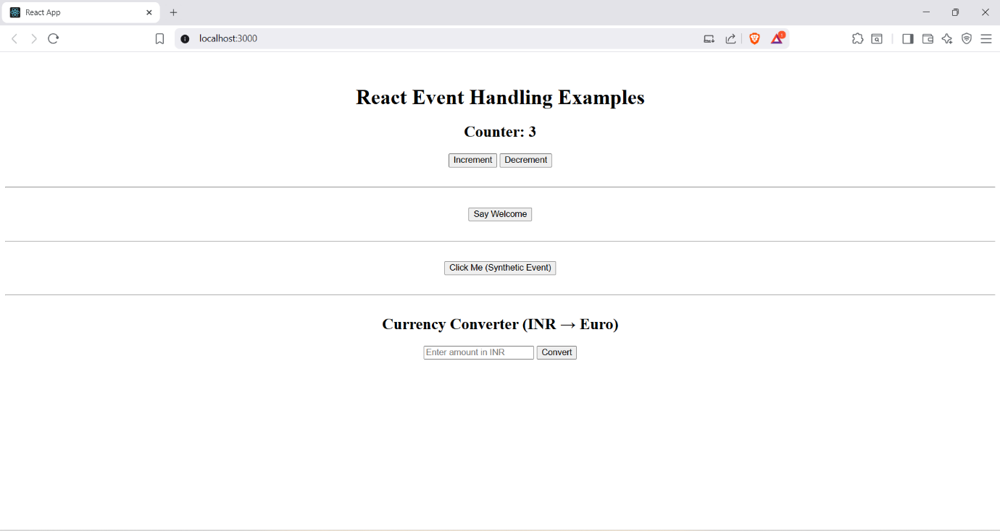 React App
localhost:3000
1
React Event Handling Examples
Counter: 3
Increment Decrement
Say Welcome
Click Me (Synthetic Event)
Currency Converter (INR → Euro)
Enter amount in INR Convert